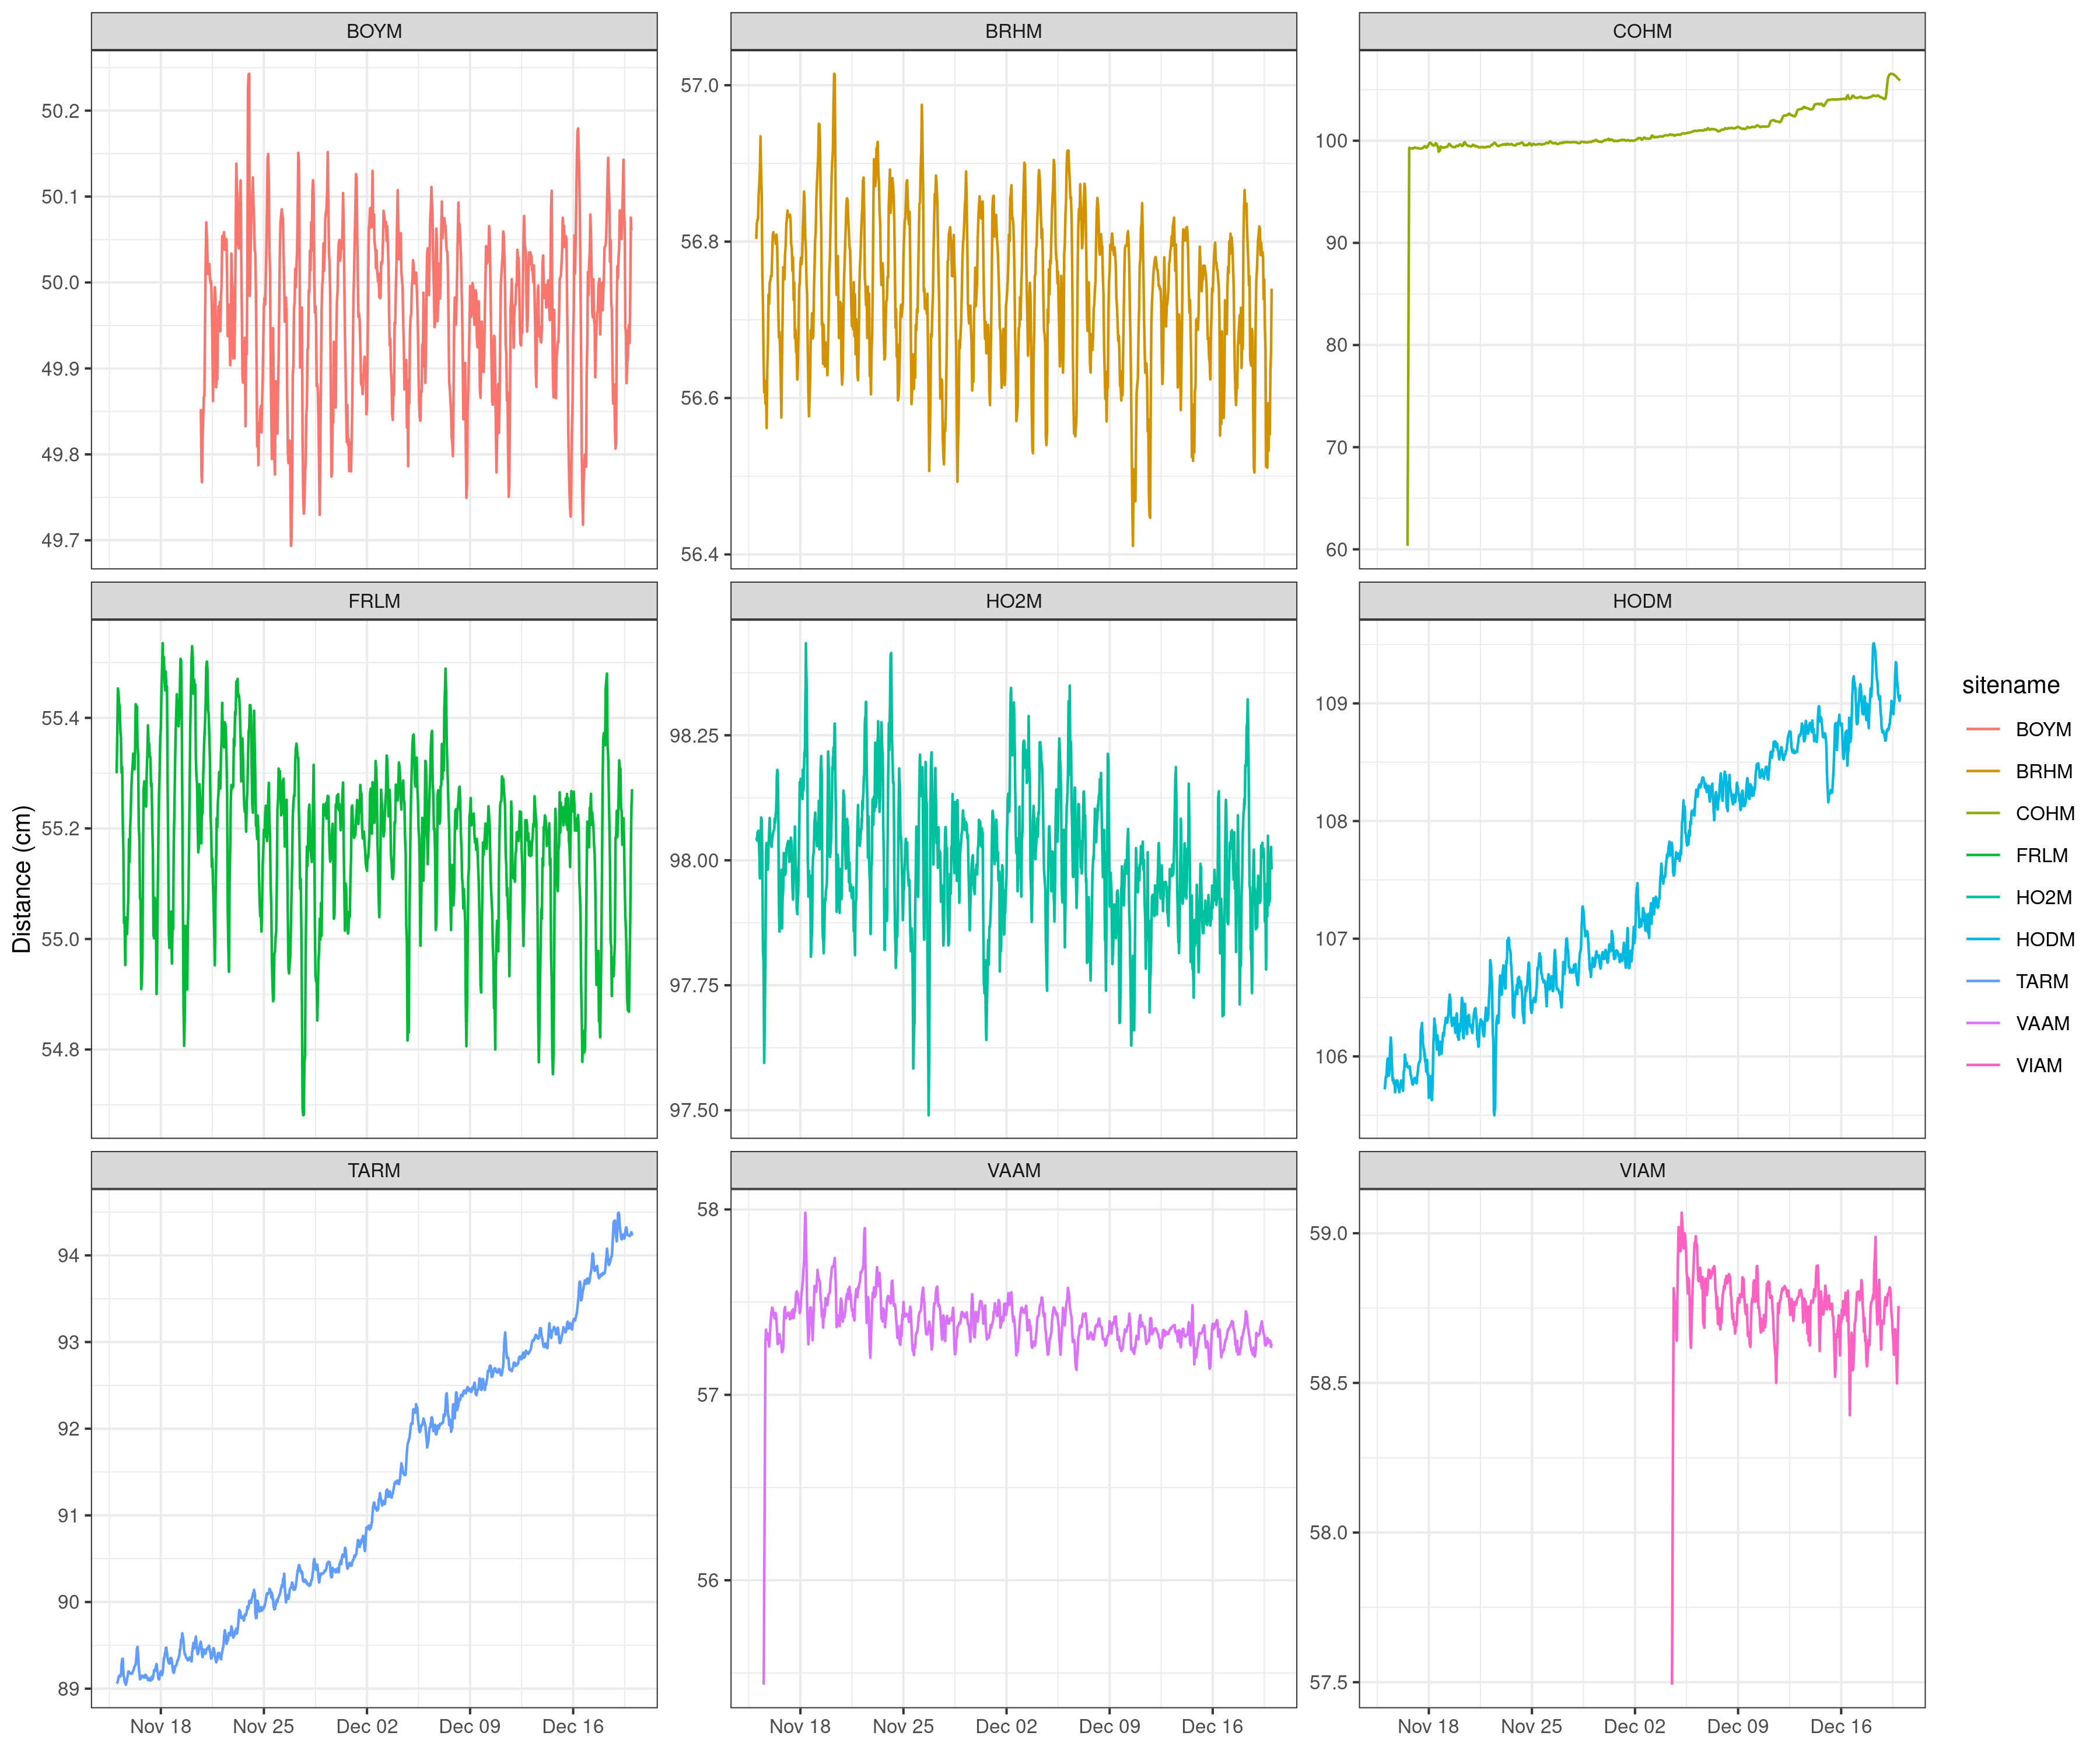 BOYM BRHM COHM
50.2
50.1
50.0
49.9
49.8
49.7
57.0
56.8
56.6
56.4
100
90
80
70
60
FRLM HO2M HODM
55.4
55.2
55.0
54.8
98.25
98.00
97.75
97.50
109
108
107
106
TARM VAAM VIAM
94
93
92
91
90
89
58
57
56
59.0
58.5
58.0
57.5
Nov 18 Nov 25 Dec 02 Dec 09 Dec 16
Nov 18 Nov 25 Dec 02 Dec 09 Dec 16
Nov 18 Nov 25 Dec 02 Dec 09 Dec 16
Distance (cm)
sitename
BOYM
BRHM
COHM
FRLM
HO2M
HODM
TARM
VAAM
VIAM